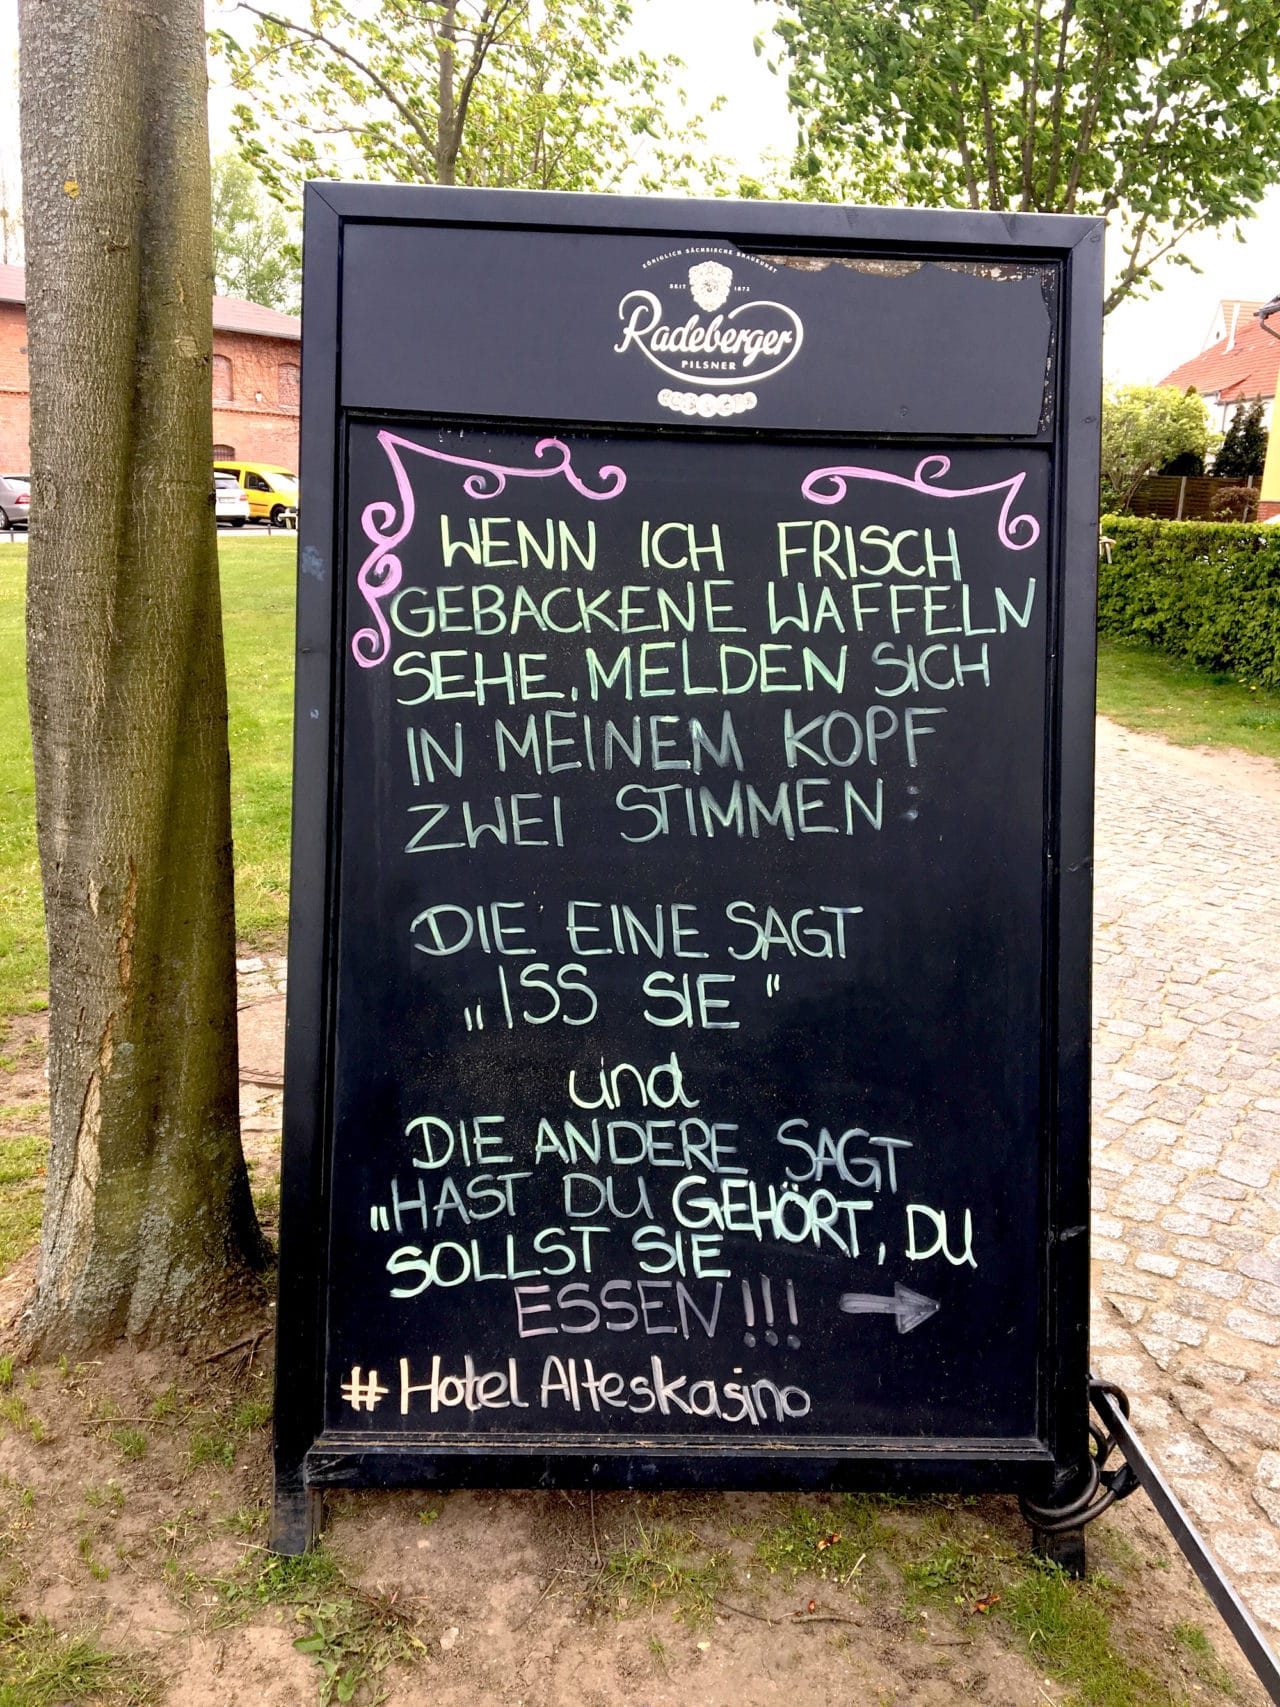 KÖNIGLICH SÄCHSISCHE BRAUKUNST
SEIT 1872
Radeberger
PILSNER
WENN ICH FRISCH
GEBACKENE WAFFELN
SEHE, MELDEN SICH
IN MEINEM KOPF
ZWEI STIMMEN:
DIE EINE SAGT
„ISS SIE“
und
DIE ANDERE SAGT
„HAST DU GEHÖRT, DU
SOLLST SIE
ESSEN!!!
# Hotel Alteskasino